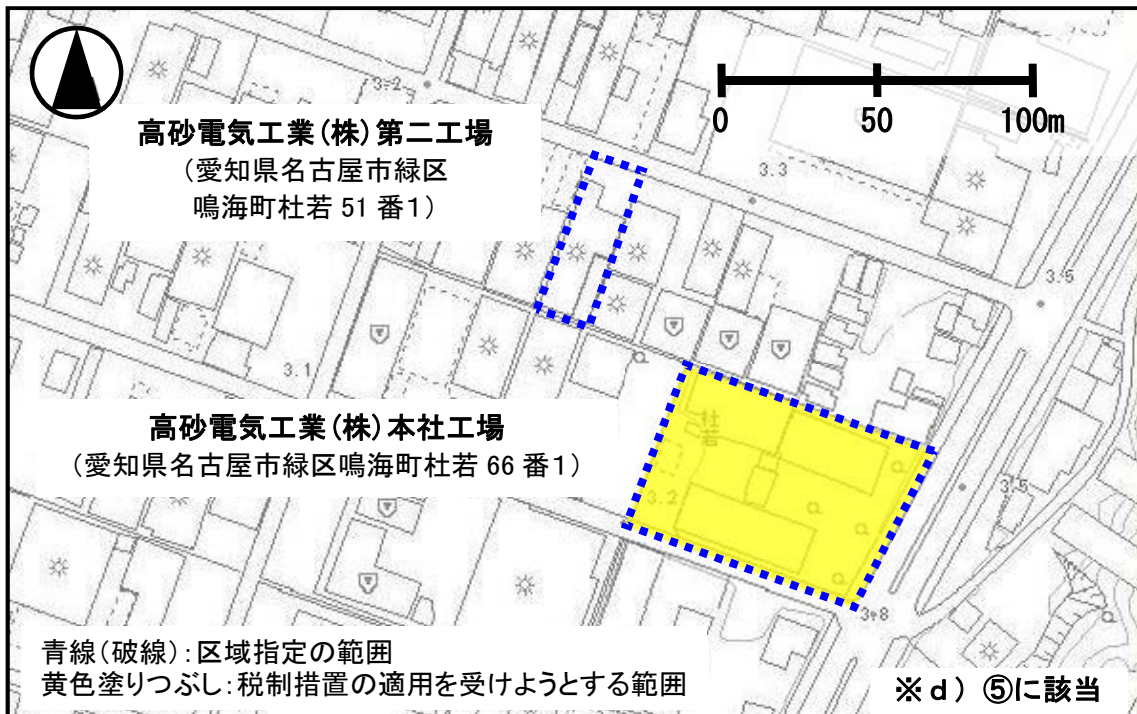 3.2
0 50 100m
高砂電気工業(株)第二工場
(愛知県名古屋市緑区
鳴海町杜若 51 番1)
3.3
3.5
3.1
高砂電気工業(株)本社工場
(愛知県名古屋市緑区鳴海町杜若 66 番1)
杜若
3.2
3.5
3.8
青線(破線):区域指定の範囲
黄色塗りつぶし:税制措置の適用を受けようとする範囲
※d) ⑤に該当